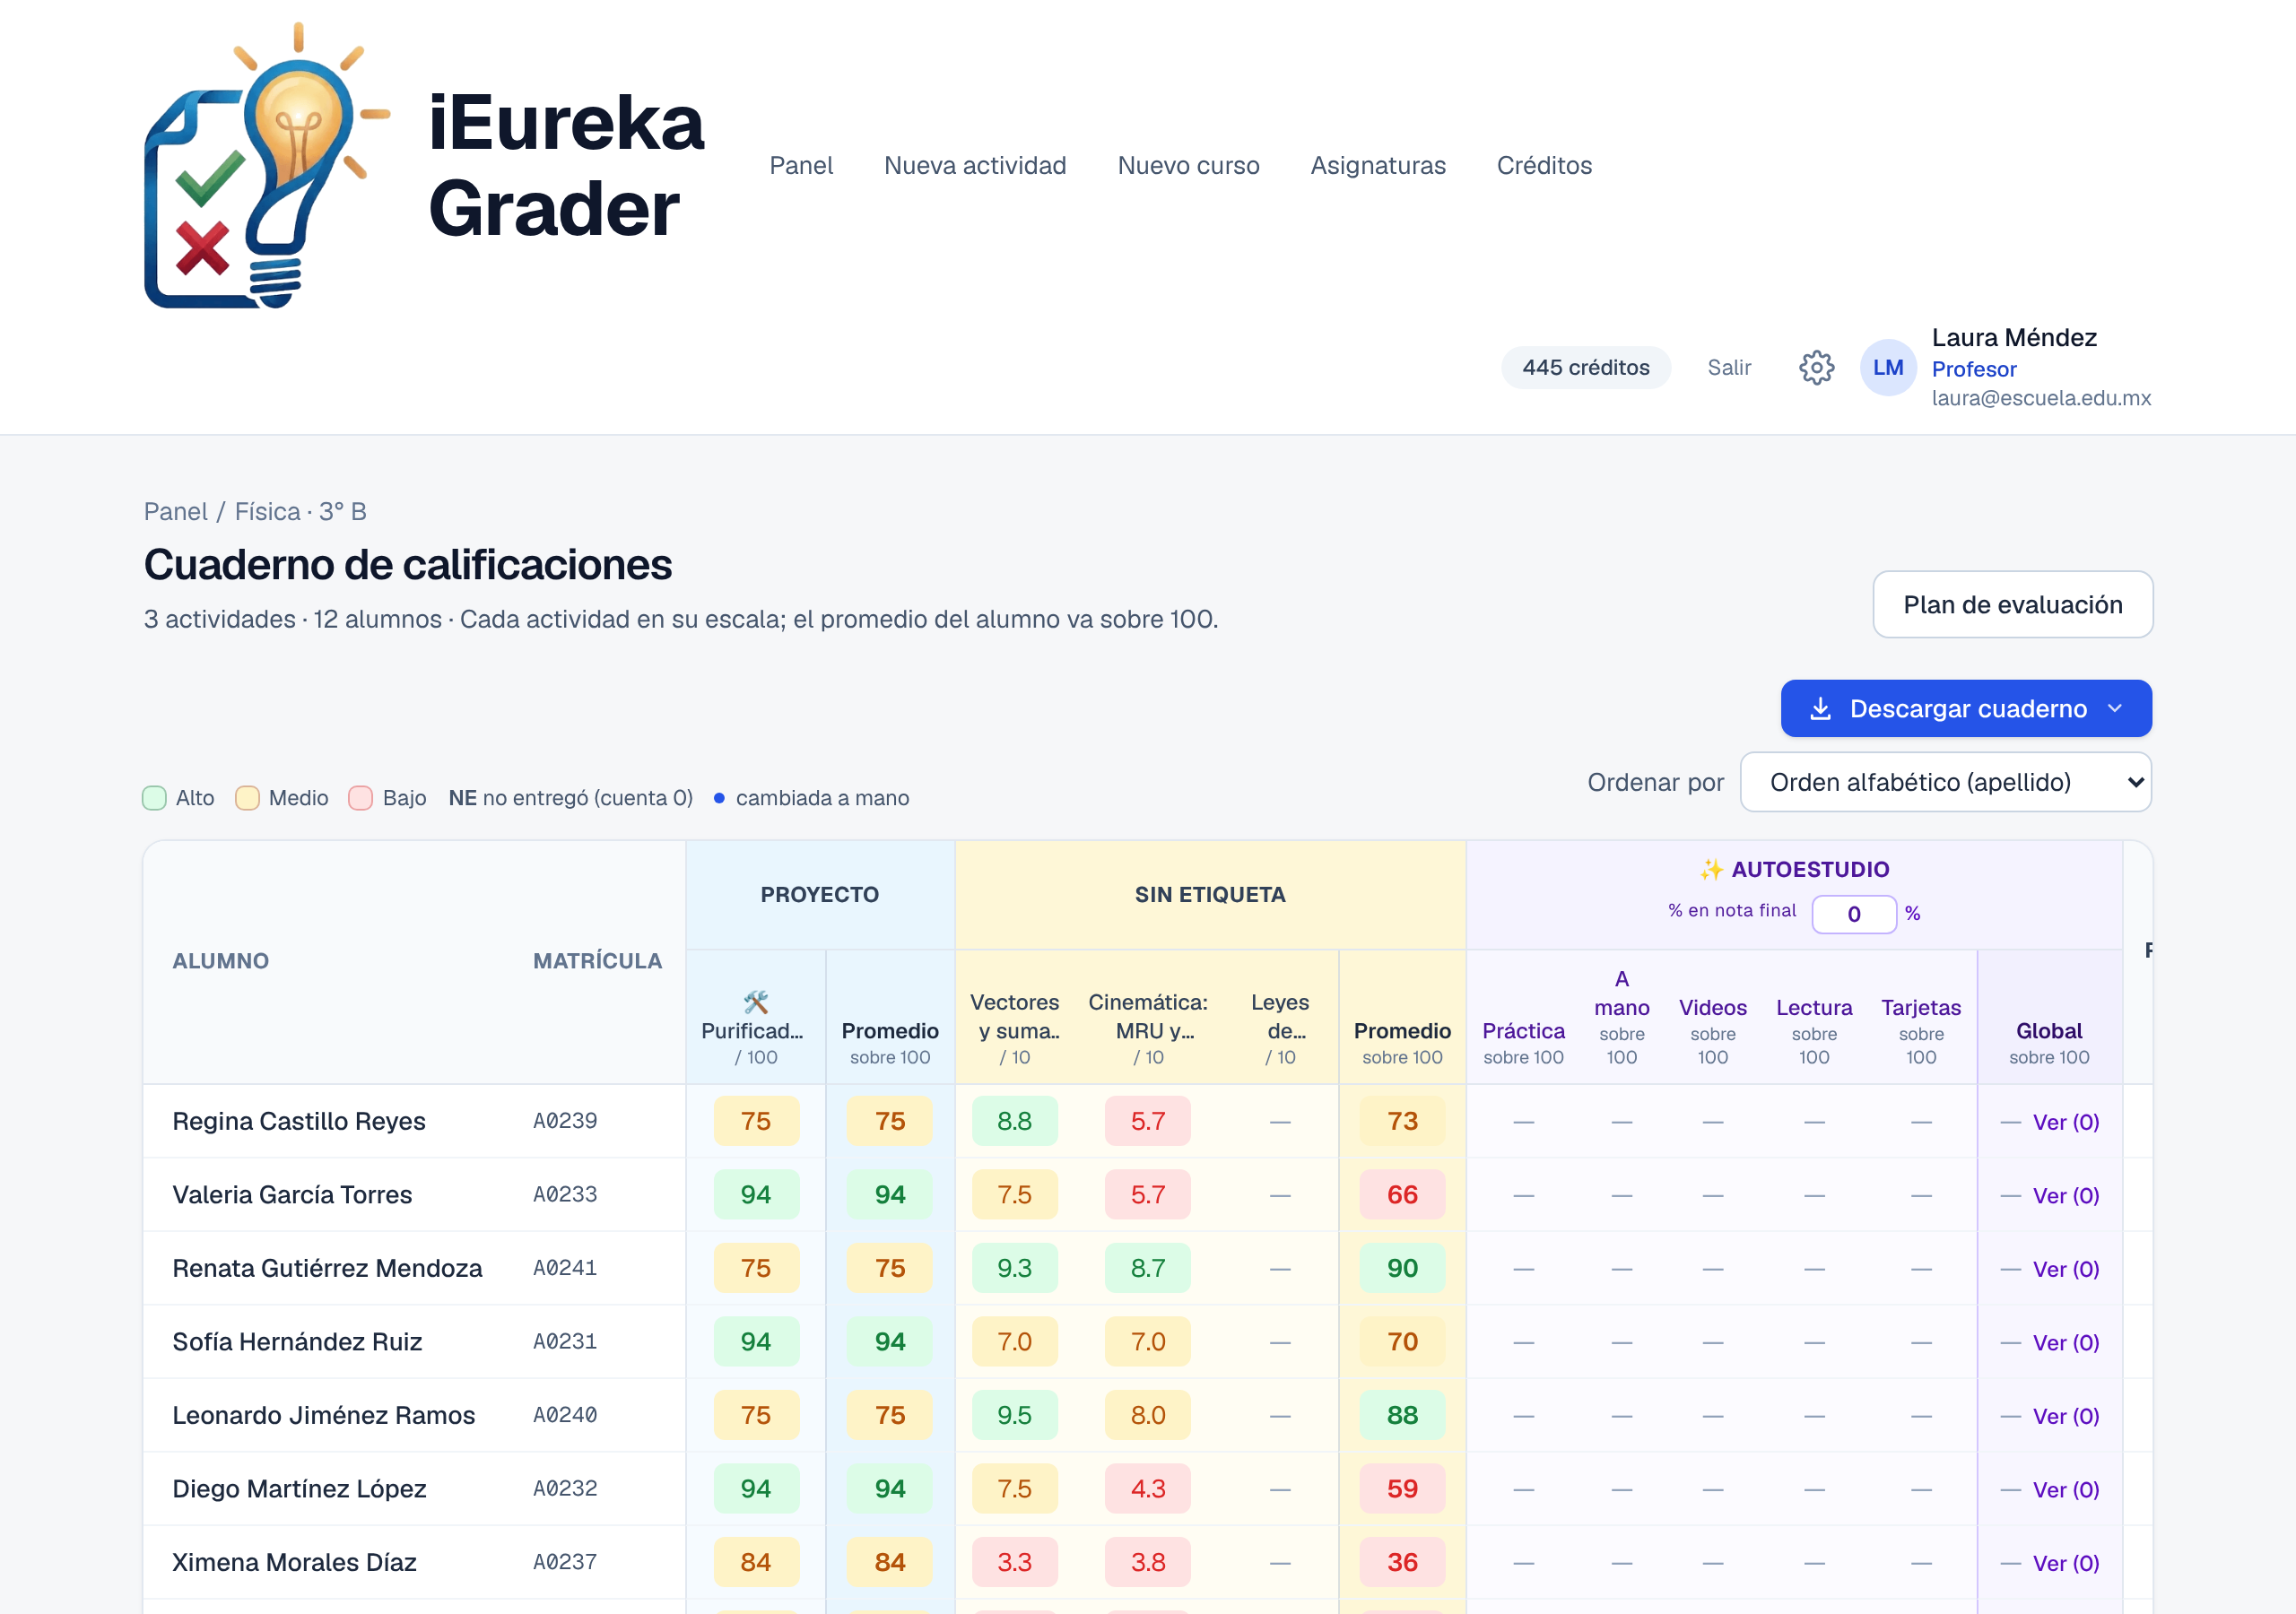 iEureka
Grader
Panel
Nueva actividad
Nuevo curso
Asignaturas
Créditos
445 créditos
Salir
LM
Laura Méndez
Profesor
laura@escuela.edu.mx
Panel / Física · 3° B
Cuaderno de calificaciones
3 actividades · 12 alumnos · Cada actividad en su escala; el promedio del alumno va sobre 100.
Plan de evaluación
Descargar cuaderno
Ordenar por
Orden alfabético (apellido)
Alto
Medio
Bajo
NE no entregó (cuenta 0)
cambiada a mano
ALUMNO
MATRÍCULA
PROYECTO
SIN ETIQUETA
✨ AUTOESTUDIO
% en nota final 0 %
🛠️
Purificad...
/ 100
Promedio
sobre 100
Vectores
y suma..
/ 10
Cinemática:
MRU y...
/ 10
Leyes
de...
/ 10
Promedio
sobre 100
Práctica
sobre 100
A
mano
sobre
100
Videos
sobre
100
Lectura
sobre
100
Tarjetas
sobre
100
Global
sobre 100
Regina Castillo Reyes A0239 75 75 8.8 5.7 — 73 — — — — — — Ver (0)
Valeria García Torres A0233 94 94 7.5 5.7 — 66 — — — — — — Ver (0)
Renata Gutiérrez Mendoza A0241 75 75 9.3 8.7 — 90 — — — — — — Ver (0)
Sofía Hernández Ruiz A0231 94 94 7.0 7.0 — 70 — — — — — — Ver (0)
Leonardo Jiménez Ramos A0240 75 75 9.5 8.0 — 88 — — — — — — Ver (0)
Diego Martínez López A0232 94 94 7.5 4.3 — 59 — — — — — — Ver (0)
Ximena Morales Díaz A0237 84 84 3.3 3.8 — 36 — — — — — — Ver (0)